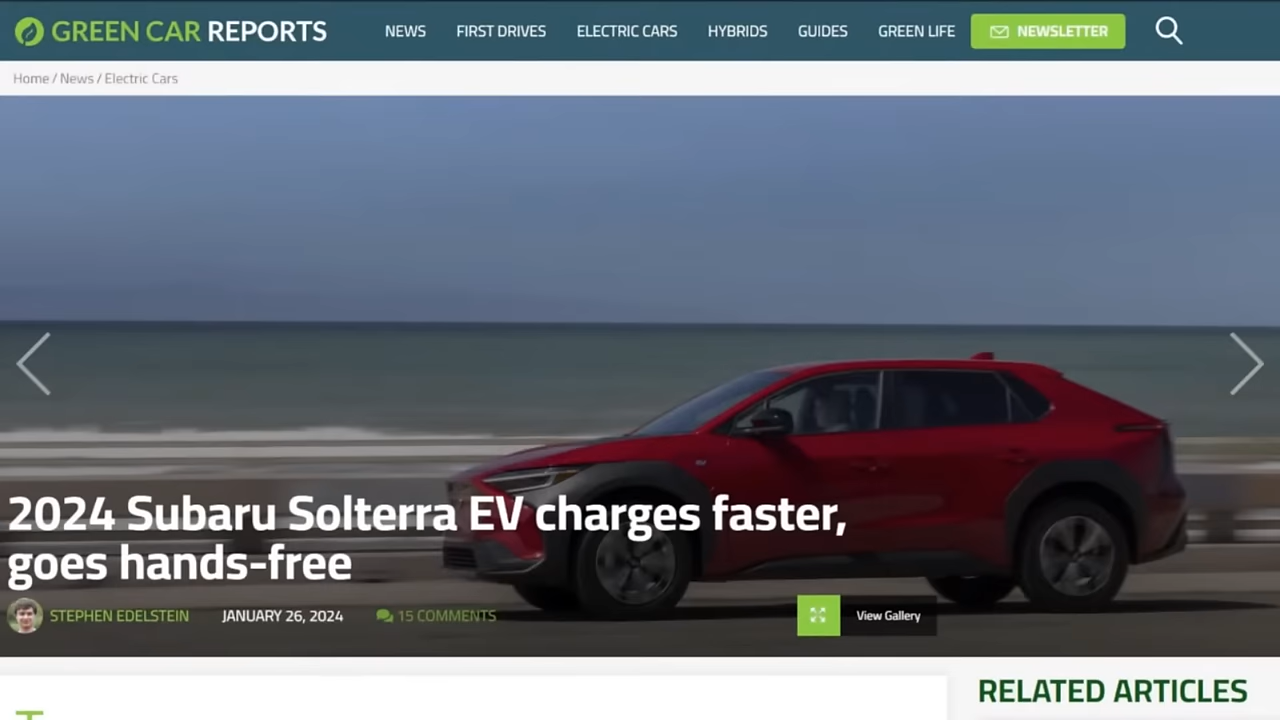 GREEN CAR REPORTS
NEWS
FIRST DRIVES
ELECTRIC CARS
HYBRIDS
GUIDES
GREEN LIFE
NEWSLETTER
Home / News / Electric Cars
2024 Subaru Solterra EV charges faster,
goes hands-free
STEPHEN EDELSTEIN
JANUARY 26, 2024
15 COMMENTS
View Gallery
RELATED ARTICLES